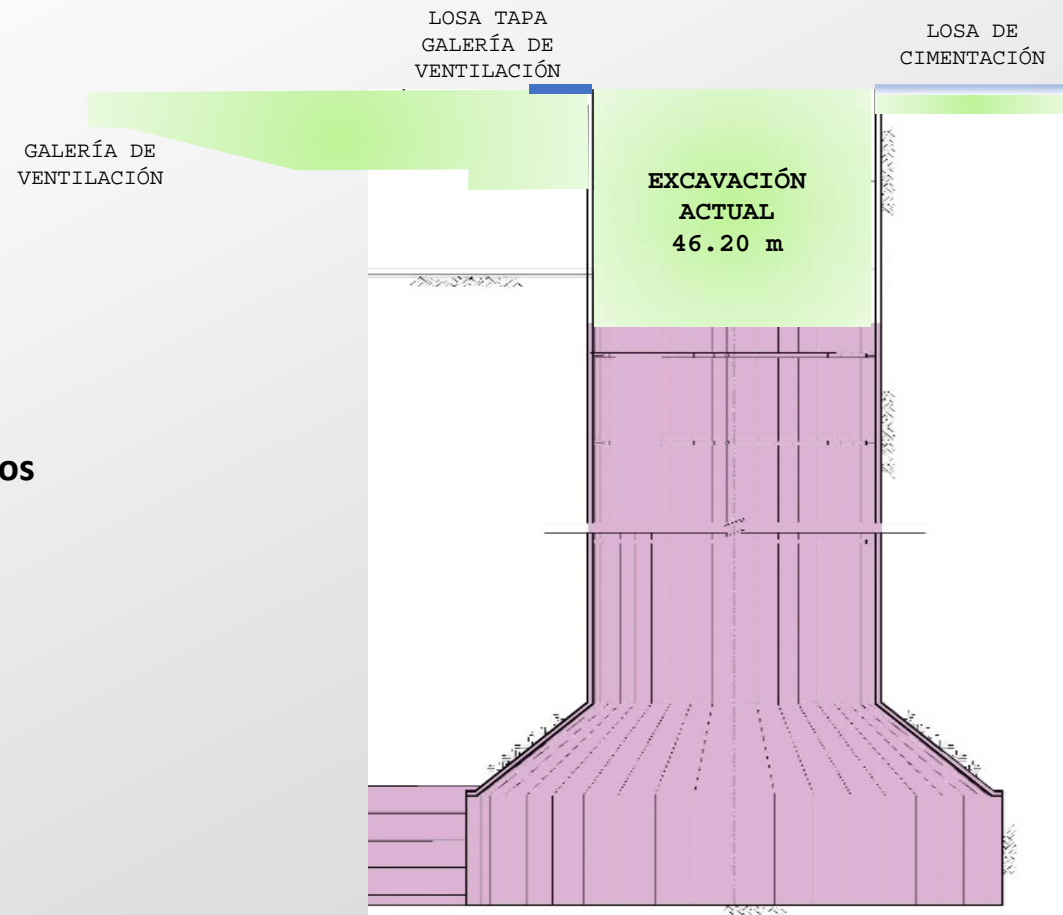 LOSA TAPA
GALERÍA DE
VENTILACIÓN
LOSA DE
CIMENTACIÓN
GALERÍA DE
VENTILACIÓN
EXCAVACIÓN
ACTUAL
46.20 m
os